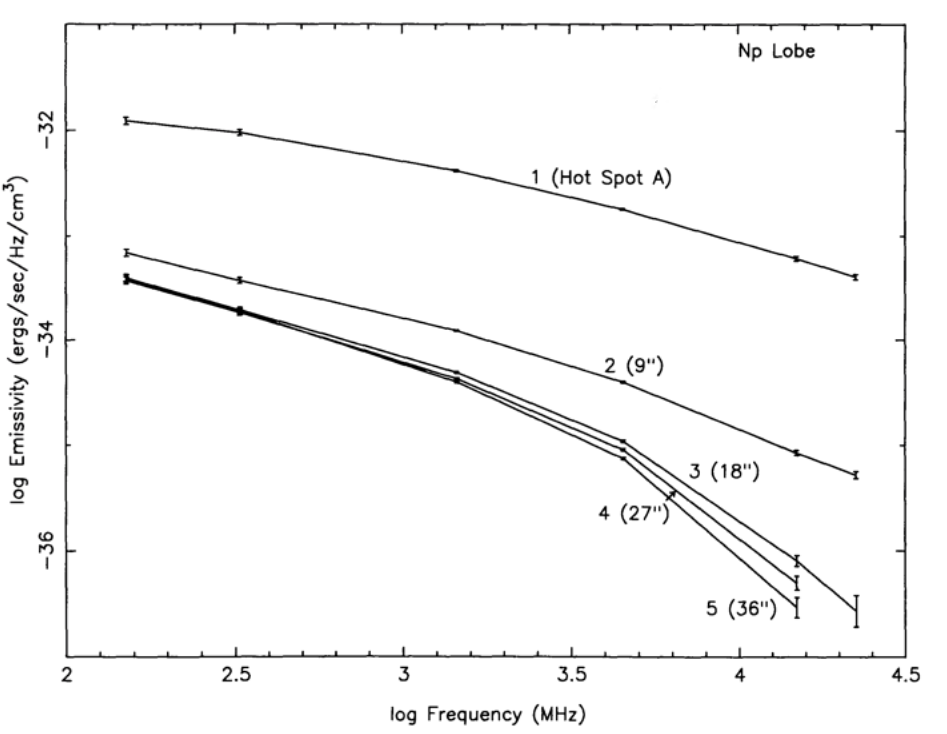 Np Lobe
-32
1 (Hot Spot A)
-34
2 (9")
3 (18")
4 (27")
-36
5 (36")
2 2.5 3 3.5 4 4.5
log Frequency (MHz)
log Emissivity (ergs/sec/Hz/cm³)